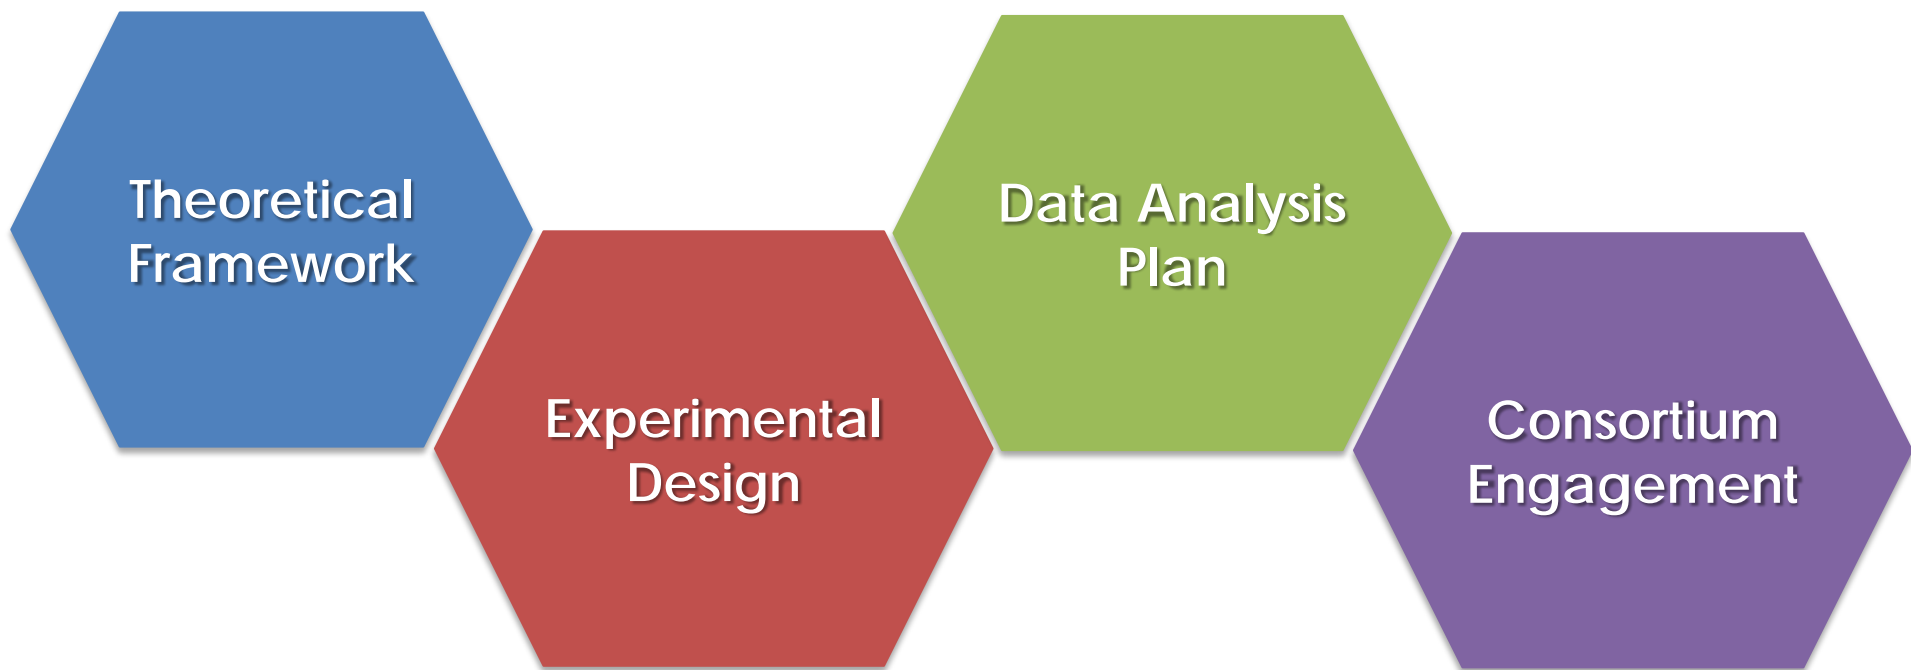 Theoretical
Framework
Experimental
Design
Data Analysis
Plan
Consortium
Engagement